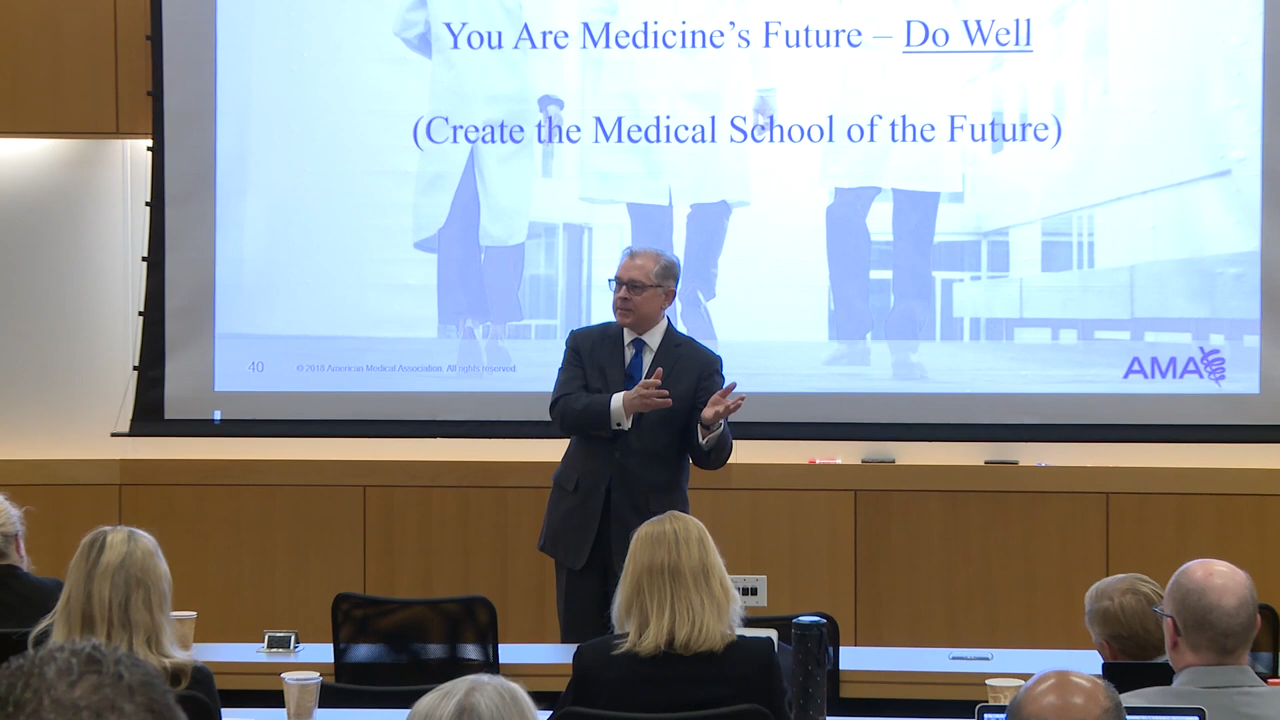 You Are Medicine's Future – Do Well
(Create the Medical School of the Future)
40
© 2018 American Medical Association. All rights reserved.
AMA